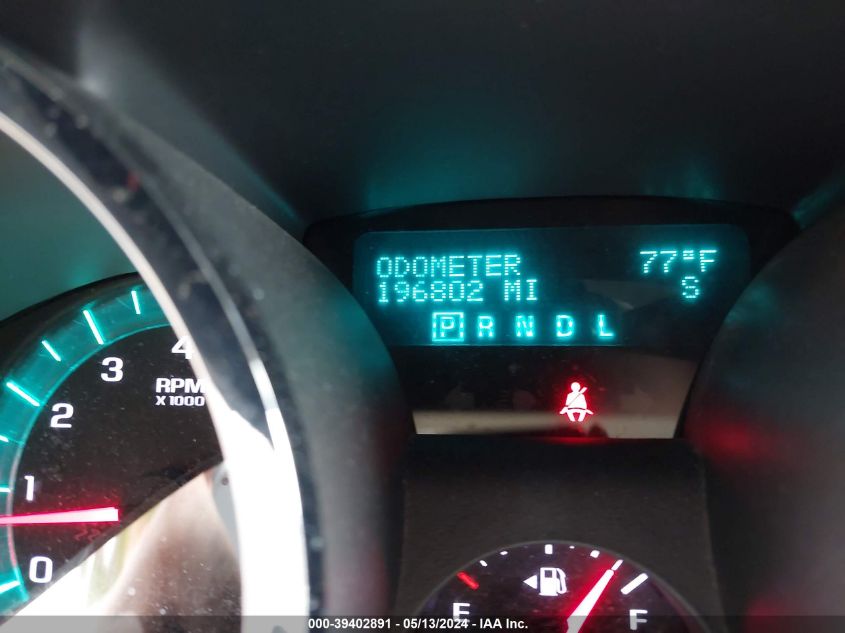 ODOMETER 77°F
196802 MI S
P R N D L
4
3
RPM
X 1000
2
1
0
E F
000-39402891 - 05/13/2024 - IAA Inc.